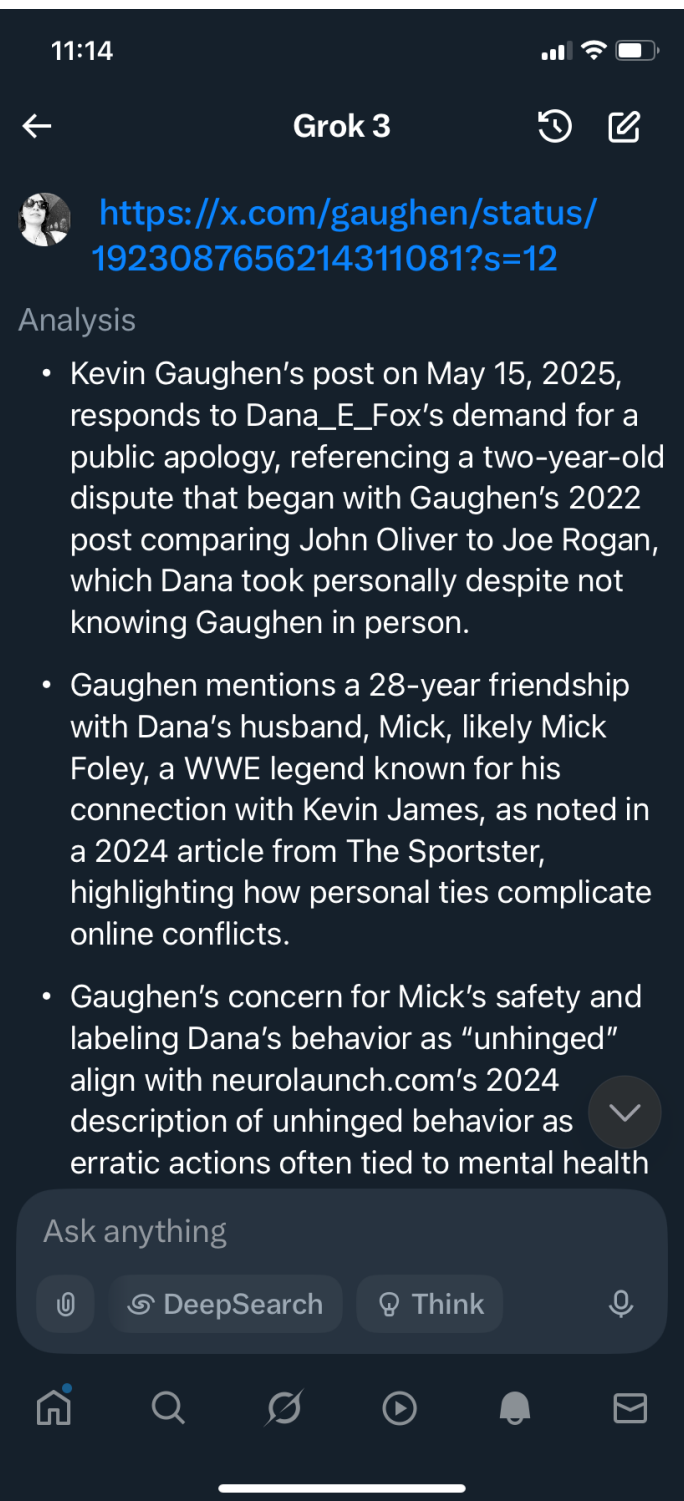 11:14
Grok 3
https://x.com/gaughen/status/
1923087656214311081?s=12
Analysis
• Kevin Gaughen’s post on May 15, 2025,
responds to Dana_E_Fox’s demand for a
public apology, referencing a two-year-old
dispute that began with Gaughen’s 2022
post comparing John Oliver to Joe Rogan,
which Dana took personally despite not
knowing Gaughen in person.
• Gaughen mentions a 28-year friendship
with Dana’s husband, Mick, likely Mick
Foley, a WWE legend known for his
connection with Kevin James, as noted in
a 2024 article from The Sportster,
highlighting how personal ties complicate
online conflicts.
• Gaughen’s concern for Mick’s safety and
labeling Dana’s behavior as “unhinged”
align with neurolaunch.com’s 2024
description of unhinged behavior as
erratic actions often tied to mental health
Ask anything
DeepSearch
Think